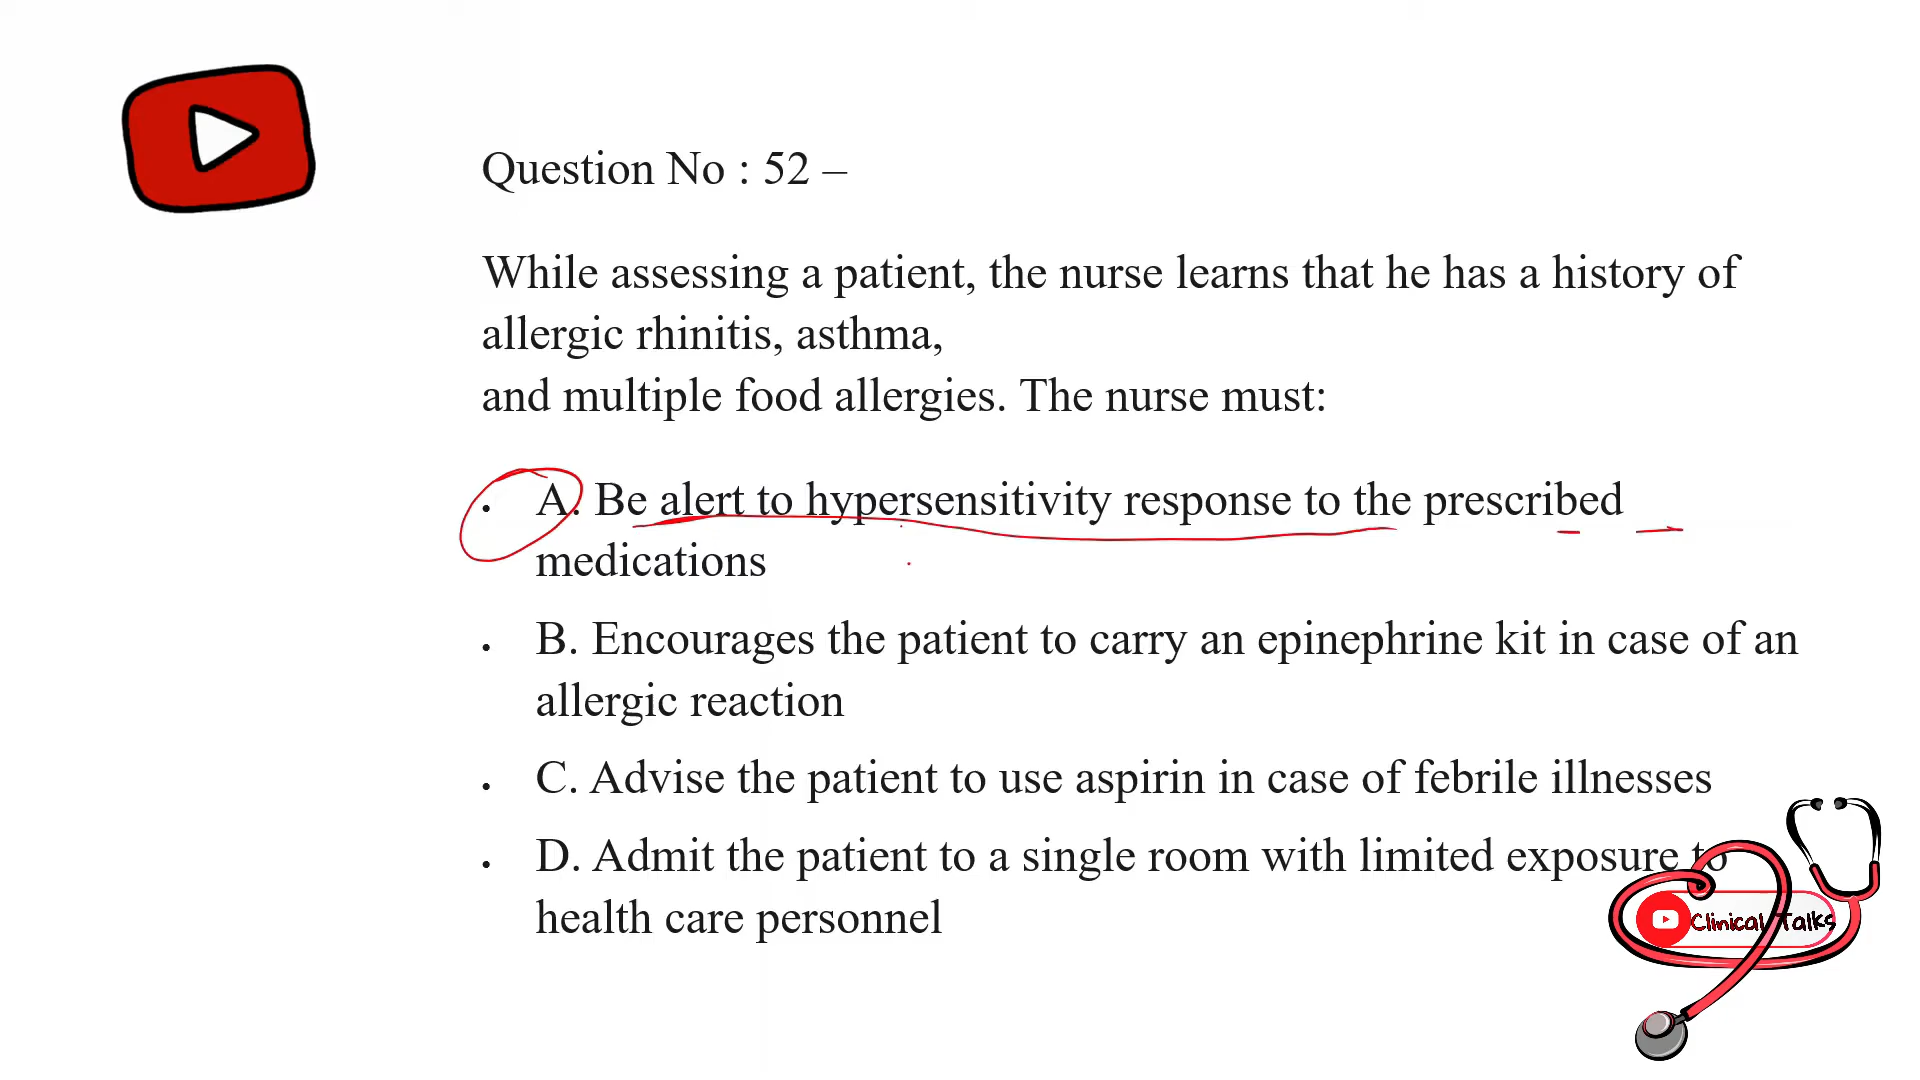 Question No : 52 –
While assessing a patient, the nurse learns that he has a history of
allergic rhinitis, asthma,
and multiple food allergies. The nurse must:
• A. Be alert to hypersensitivity response to the prescribed
medications
• B. Encourages the patient to carry an epinephrine kit in case of an
allergic reaction
• C. Advise the patient to use aspirin in case of febrile illnesses
• D. Admit the patient to a single room with limited exposure to
health care personnel
Clinical Talks